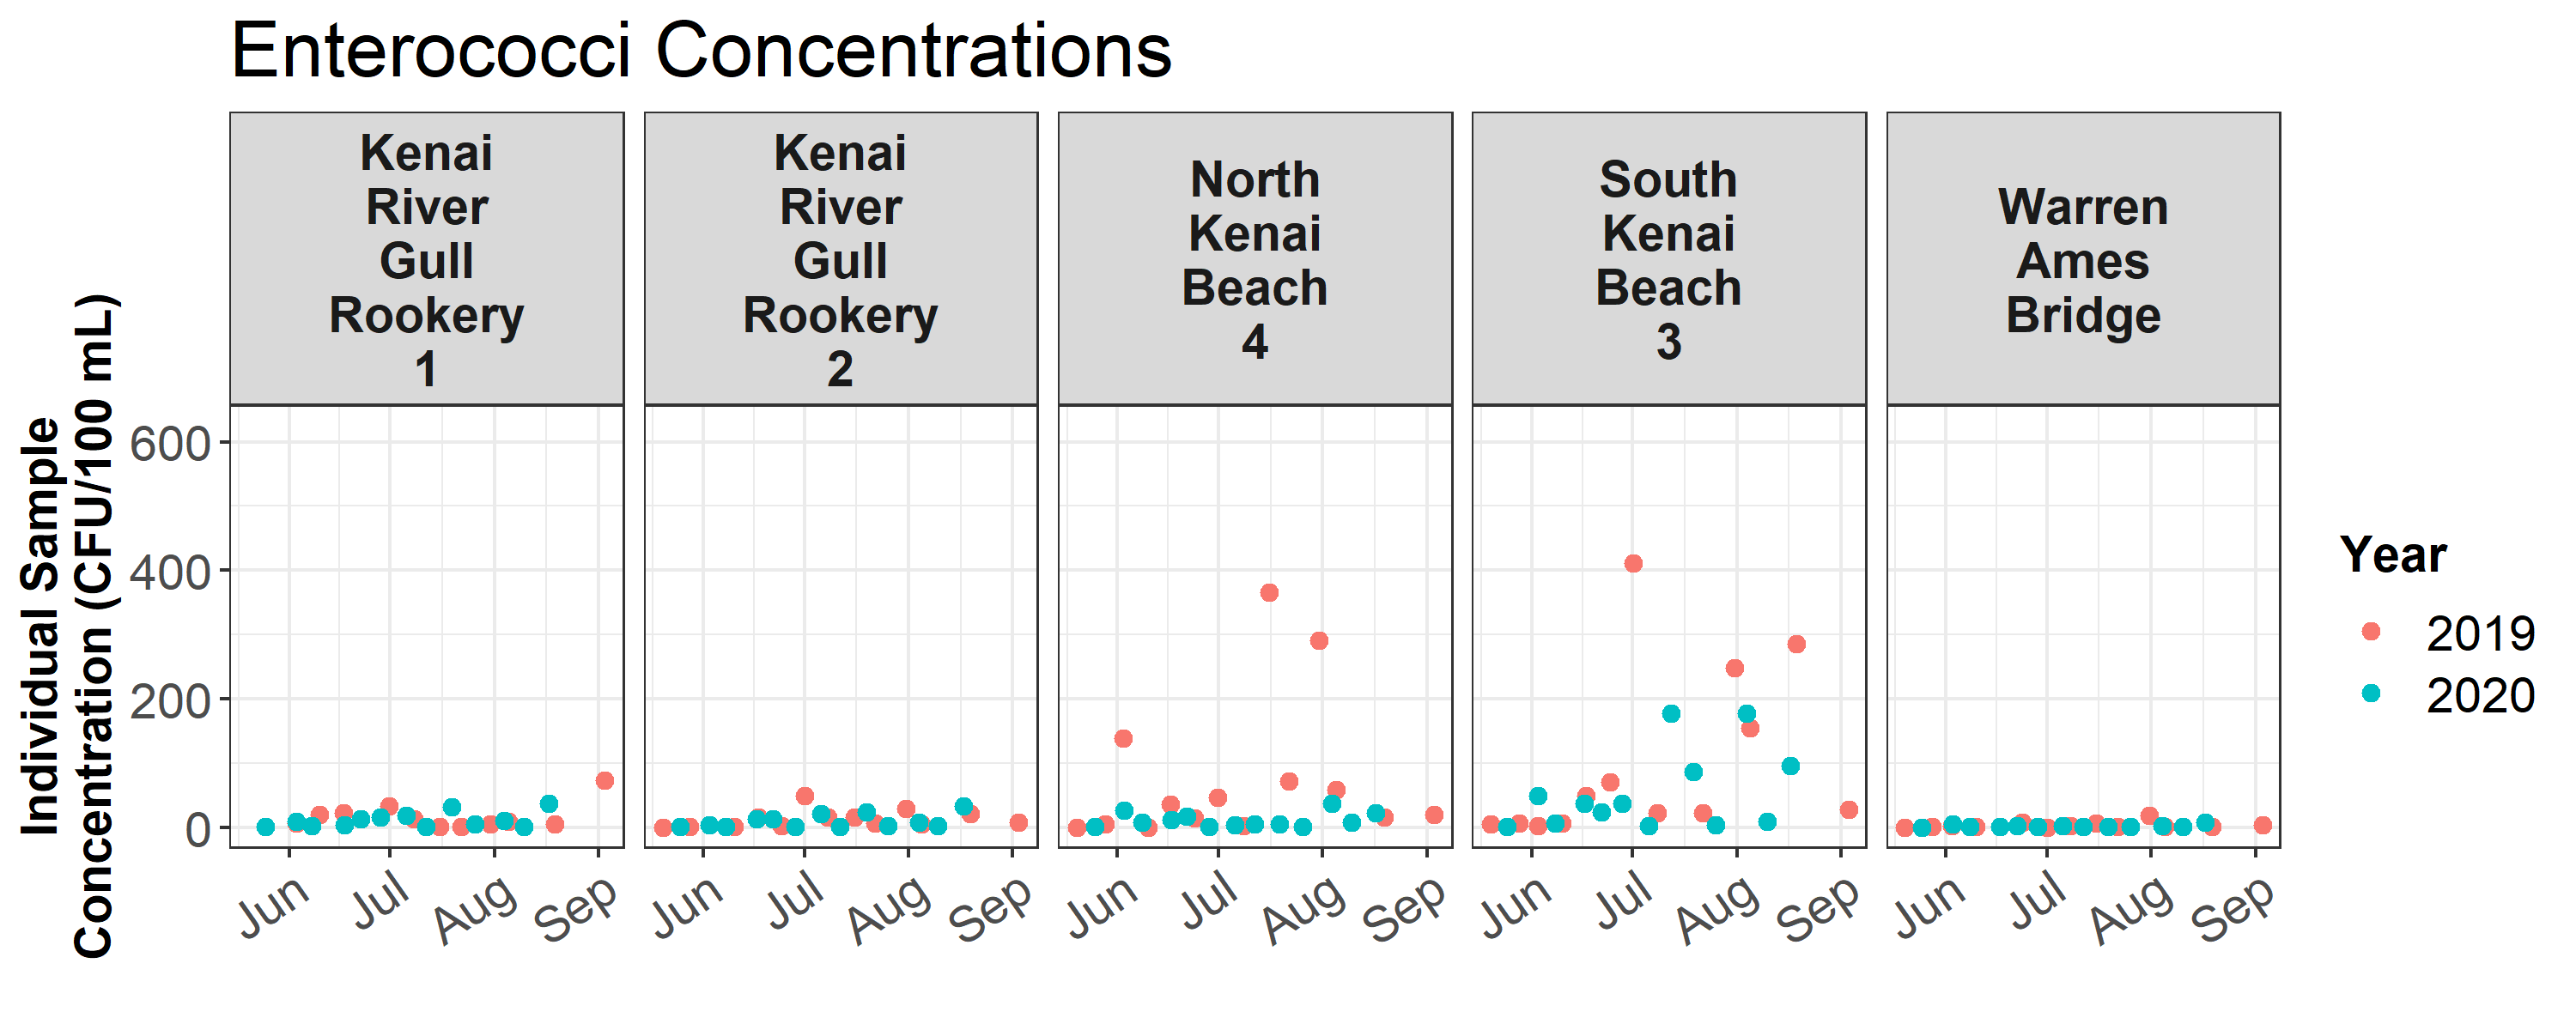 Enterococci Concentrations
Kenai
River
Gull
Rookery
1
Kenai
River
Gull
Rookery
2
North
Kenai
Beach
4
South
Kenai
Beach
3
Warren
Ames
Bridge
Individual Sample
Concentration (CFU/100 mL)
600
400
200
0
Jun Jul Aug Sep
Jun Jul Aug Sep
Jun Jul Aug Sep
Jun Jul Aug Sep
Jun Jul Aug Sep
Year
2019
2020